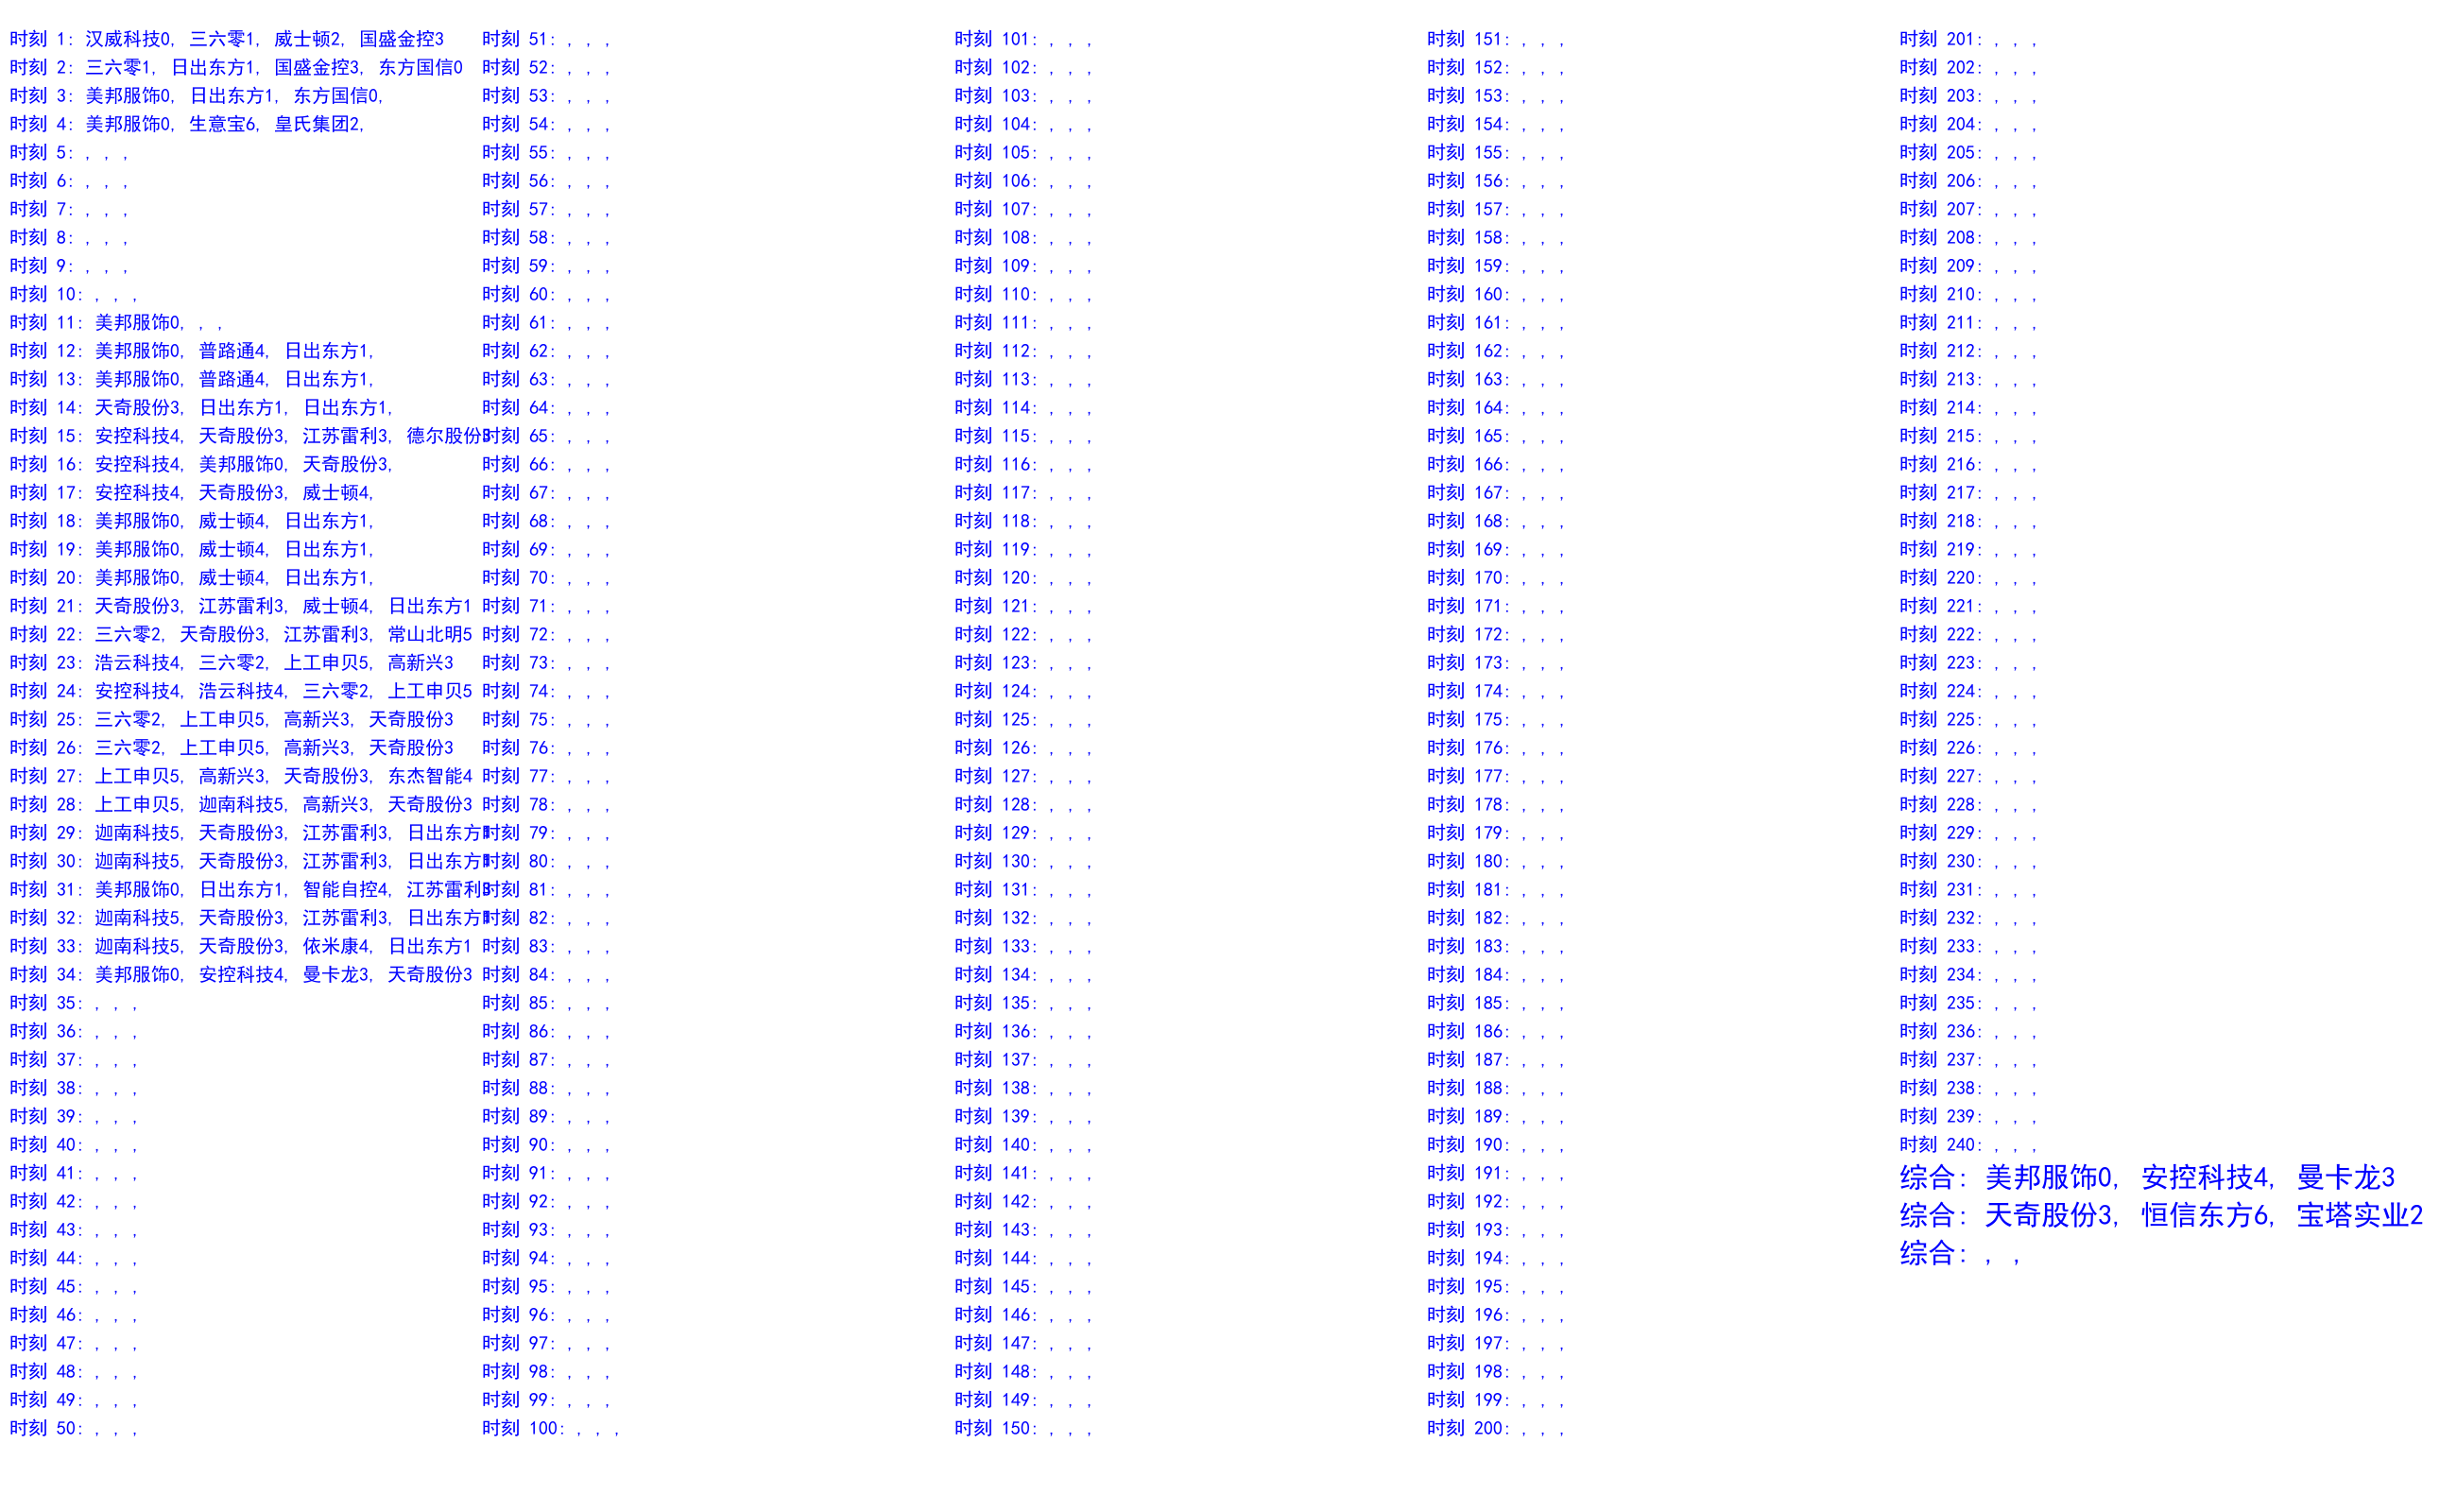 时刻 1: 汉威科技0, 三六零1, 威士顿2, 国盛金控3
时刻 2: 三六零1, 日出东方1, 国盛金控3, 东方国信0
时刻 3: 美邦服饰0, 日出东方1, 东方国信0,
时刻 4: 美邦服饰0, 生意宝6, 皇氏集团2,
时刻 5: , , ,
时刻 6: , , ,
时刻 7: , , ,
时刻 8: , , ,
时刻 9: , , ,
时刻 10: , , ,
时刻 11: 美邦服饰0, , ,
时刻 12: 美邦服饰0, 普路通4, 日出东方1,
时刻 13: 美邦服饰0, 普路通4, 日出东方1,
时刻 14: 天奇股份3, 日出东方1, 日出东方1,
时刻 15: 安控科技4, 天奇股份3, 江苏雷利3, 德尔股份
时刻 16: 安控科技4, 美邦服饰0, 天奇股份3,
时刻 17: 安控科技4, 天奇股份3, 威士顿4,
时刻 18: 美邦服饰0, 威士顿4, 日出东方1,
时刻 19: 美邦服饰0, 威士顿4, 日出东方1,
时刻 20: 美邦服饰0, 威士顿4, 日出东方1,
时刻 21: 天奇股份3, 江苏雷利3, 威士顿4, 日出东方1
时刻 22: 三六零2, 天奇股份3, 江苏雷利3, 常山北明5
时刻 23: 浩云科技4, 三六零2, 上工申贝5, 高新兴3
时刻 24: 安控科技4, 浩云科技4, 三六零2, 上工申贝5
时刻 25: 三六零2, 上工申贝5, 高新兴3, 天奇股份3
时刻 26: 三六零2, 上工申贝5, 高新兴3, 天奇股份3
时刻 27: 上工申贝5, 高新兴3, 天奇股份3, 东杰智能4
时刻 28: 上工申贝5, 迦南科技5, 高新兴3, 天奇股份3
时刻 29: 迦南科技5, 天奇股份3, 江苏雷利3, 日出东方1
时刻 30: 迦南科技5, 天奇股份3, 江苏雷利3, 日出东方1
时刻 31: 美邦服饰0, 日出东方1, 智能自控4, 江苏雷利3
时刻 32: 迦南科技5, 天奇股份3, 江苏雷利3, 日出东方1
时刻 33: 迦南科技5, 天奇股份3, 依米康4, 日出东方1
时刻 34: 美邦服饰0, 安控科技4, 曼卡龙3, 天奇股份3
时刻 35: , , ,
时刻 36: , , ,
时刻 37: , , ,
时刻 38: , , ,
时刻 39: , , ,
时刻 40: , , ,
时刻 41: , , ,
时刻 42: , , ,
时刻 43: , , ,
时刻 44: , , ,
时刻 45: , , ,
时刻 46: , , ,
时刻 47: , , ,
时刻 48: , , ,
时刻 49: , , ,
时刻 50: , , ,
时刻 51: , , ,
时刻 52: , , ,
时刻 53: , , ,
时刻 54: , , ,
时刻 55: , , ,
时刻 56: , , ,
时刻 57: , , ,
时刻 58: , , ,
时刻 59: , , ,
时刻 60: , , ,
时刻 61: , , ,
时刻 62: , , ,
时刻 63: , , ,
时刻 64: , , ,
时刻 65: , , ,
时刻 66: , , ,
时刻 67: , , ,
时刻 68: , , ,
时刻 69: , , ,
时刻 70: , , ,
时刻 71: , , ,
时刻 72: , , ,
时刻 73: , , ,
时刻 74: , , ,
时刻 75: , , ,
时刻 76: , , ,
时刻 77: , , ,
时刻 78: , , ,
时刻 79: , , ,
时刻 80: , , ,
时刻 81: , , ,
时刻 82: , , ,
时刻 83: , , ,
时刻 84: , , ,
时刻 85: , , ,
时刻 86: , , ,
时刻 87: , , ,
时刻 88: , , ,
时刻 89: , , ,
时刻 90: , , ,
时刻 91: , , ,
时刻 92: , , ,
时刻 93: , , ,
时刻 94: , , ,
时刻 95: , , ,
时刻 96: , , ,
时刻 97: , , ,
时刻 98: , , ,
时刻 99: , , ,
时刻 100: , , ,
时刻 101: , , ,
时刻 102: , , ,
时刻 103: , , ,
时刻 104: , , ,
时刻 105: , , ,
时刻 106: , , ,
时刻 107: , , ,
时刻 108: , , ,
时刻 109: , , ,
时刻 110: , , ,
时刻 111: , , ,
时刻 112: , , ,
时刻 113: , , ,
时刻 114: , , ,
时刻 115: , , ,
时刻 116: , , ,
时刻 117: , , ,
时刻 118: , , ,
时刻 119: , , ,
时刻 120: , , ,
时刻 121: , , ,
时刻 122: , , ,
时刻 123: , , ,
时刻 124: , , ,
时刻 125: , , ,
时刻 126: , , ,
时刻 127: , , ,
时刻 128: , , ,
时刻 129: , , ,
时刻 130: , , ,
时刻 131: , , ,
时刻 132: , , ,
时刻 133: , , ,
时刻 134: , , ,
时刻 135: , , ,
时刻 136: , , ,
时刻 137: , , ,
时刻 138: , , ,
时刻 139: , , ,
时刻 140: , , ,
时刻 141: , , ,
时刻 142: , , ,
时刻 143: , , ,
时刻 144: , , ,
时刻 145: , , ,
时刻 146: , , ,
时刻 147: , , ,
时刻 148: , , ,
时刻 149: , , ,
时刻 150: , , ,
时刻 151: , , ,
时刻 152: , , ,
时刻 153: , , ,
时刻 154: , , ,
时刻 155: , , ,
时刻 156: , , ,
时刻 157: , , ,
时刻 158: , , ,
时刻 159: , , ,
时刻 160: , , ,
时刻 161: , , ,
时刻 162: , , ,
时刻 163: , , ,
时刻 164: , , ,
时刻 165: , , ,
时刻 166: , , ,
时刻 167: , , ,
时刻 168: , , ,
时刻 169: , , ,
时刻 170: , , ,
时刻 171: , , ,
时刻 172: , , ,
时刻 173: , , ,
时刻 174: , , ,
时刻 175: , , ,
时刻 176: , , ,
时刻 177: , , ,
时刻 178: , , ,
时刻 179: , , ,
时刻 180: , , ,
时刻 181: , , ,
时刻 182: , , ,
时刻 183: , , ,
时刻 184: , , ,
时刻 185: , , ,
时刻 186: , , ,
时刻 187: , , ,
时刻 188: , , ,
时刻 189: , , ,
时刻 190: , , ,
时刻 191: , , ,
时刻 192: , , ,
时刻 193: , , ,
时刻 194: , , ,
时刻 195: , , ,
时刻 196: , , ,
时刻 197: , , ,
时刻 198: , , ,
时刻 199: , , ,
时刻 200: , , ,
时刻 201: , , ,
时刻 202: , , ,
时刻 203: , , ,
时刻 204: , , ,
时刻 205: , , ,
时刻 206: , , ,
时刻 207: , , ,
时刻 208: , , ,
时刻 209: , , ,
时刻 210: , , ,
时刻 211: , , ,
时刻 212: , , ,
时刻 213: , , ,
时刻 214: , , ,
时刻 215: , , ,
时刻 216: , , ,
时刻 217: , , ,
时刻 218: , , ,
时刻 219: , , ,
时刻 220: , , ,
时刻 221: , , ,
时刻 222: , , ,
时刻 223: , , ,
时刻 224: , , ,
时刻 225: , , ,
时刻 226: , , ,
时刻 227: , , ,
时刻 228: , , ,
时刻 229: , , ,
时刻 230: , , ,
时刻 231: , , ,
时刻 232: , , ,
时刻 233: , , ,
时刻 234: , , ,
时刻 235: , , ,
时刻 236: , , ,
时刻 237: , , ,
时刻 238: , , ,
时刻 239: , , ,
时刻 240: , , ,
综合: 美邦服饰0, 安控科技4, 曼卡龙3
综合: 天奇股份3, 恒信东方6, 宝塔实业2
综合: , ,